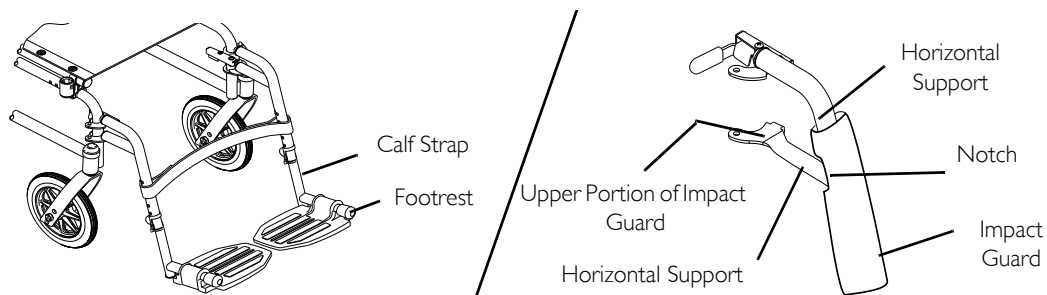 Calf Strap
Footrest
Horizontal
Support
Notch
Upper Portion of Impact
Guard
Horizontal Support
Impact
Guard